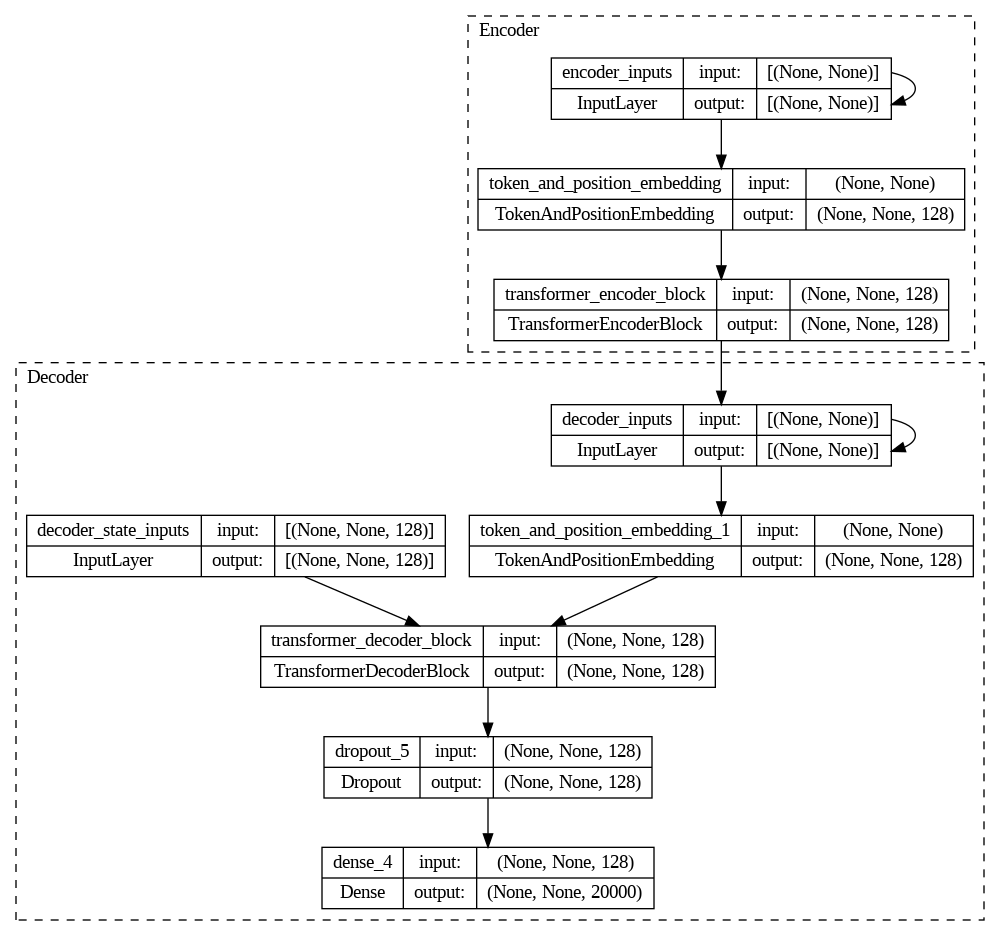 Encoder
encoder_inputs input: [(None, None)]
InputLayer output: [(None, None)]
token_and_position_embedding input: (None, None)
TokenAndPositionEmbedding output: (None, None, 128)
transformer_encoder_block input: (None, None, 128)
TransformerEncoderBlock output: (None, None, 128)
Decoder
decoder_inputs input: [(None, None)]
InputLayer output: [(None, None)]
decoder_state_inputs input: [(None, None, 128)]
InputLayer output: [(None, None, 128)]
token_and_position_embedding_1 input: (None, None)
TokenAndPositionEmbedding output: (None, None, 128)
transformer_decoder_block input: (None, None, 128)
TransformerDecoderBlock output: (None, None, 128)
dropout_5 input: (None, None, 128)
Dropout output: (None, None, 128)
dense_4 input: (None, None, 128)
Dense output: (None, None, 20000)